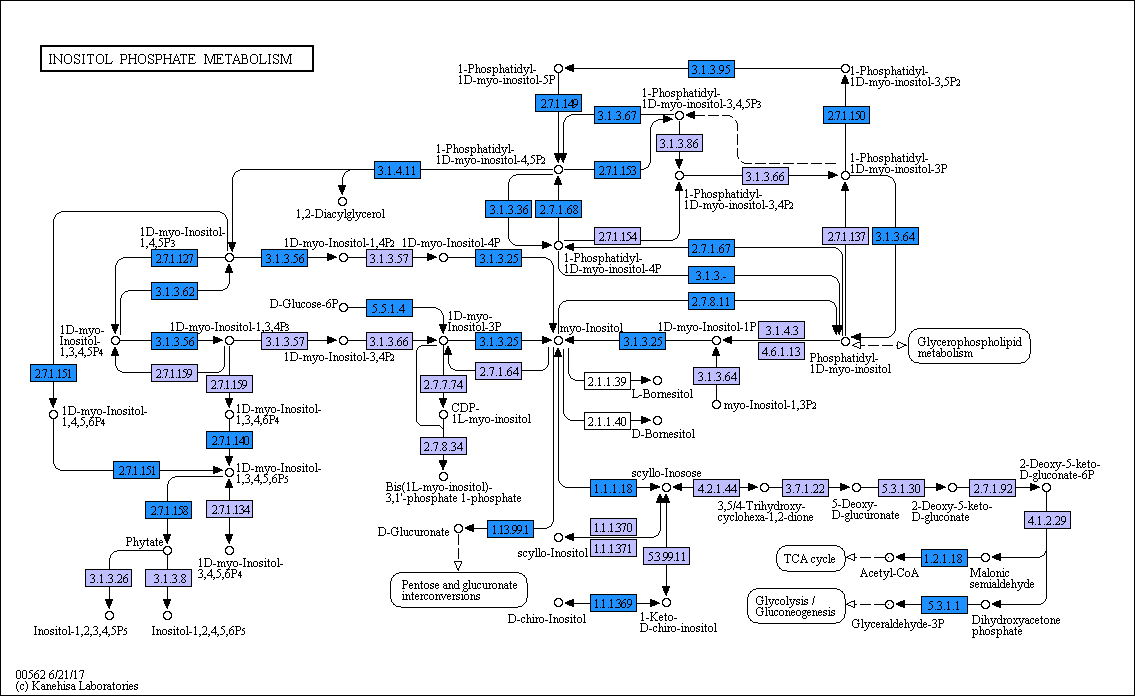 INOSITOL PHOSPHATE METABOLISM
1-Phosphatidyl-
1D-myo-inositol-5P
3.1.3.95
1-Phosphatidyl-
1D-myo-inositol-3,5P2
2.7.1.149
3.1.3.67
1-Phosphatidyl-
1D-myo-inositol-3,4,5P3
2.7.1.150
3.1.3.86
1-Phosphatidyl-
1D-myo-inositol-4,5P2
3.1.4.11
2.7.1.153
3.1.3.66
1-Phosphatidyl-
1D-myo-inositol-3P
1,2-Diacylglycerol
3.1.3.36
2.7.1.68
1-Phosphatidyl-
1D-myo-inositol-3,4P2
1D-myo-Inositol-
1,4,5P3
1D-myo-Inositol-1,4P2
1D-myo-Inositol-4P
2.7.1.154
2.7.1.67
2.7.1.137
3.1.3.64
2.7.1.127
3.1.3.56
3.1.3.57
3.1.3.25
1-Phosphatidyl-
1D-myo-inositol-4P
3.1.3.-
3.1.3.62
D-Glucose-6P
5.5.1.4
2.7.8.11
1D-myo-
Inositol-
1,3,4,5P4
3.1.3.56
1D-myo-Inositol-1,3,4P3
3.1.3.57
3.1.3.66
1D-myo-
Inositol-3P
3.1.3.25
myo-Inositol
3.1.3.25
1D-myo-Inositol-1P
3.1.4.3
4.6.1.13
Phosphatidyl-
1D-myo-inositol
Glycerophospholipid
metabolism
1D-myo-Inositol-3,4P2
2.7.1.151
2.7.1.159
2.7.1.159
2.7.7.74
2.7.1.64
2.1.1.39
L-Bornesitol
3.1.3.64
myo-Inositol-1,3P2
1D-myo-Inositol-
1,4,5,6P4
1D-myo-Inositol-
1,3,4,6P4
CDP-
1L-myo-inositol
2.1.1.40
D-Bornesitol
2.7.1.140
2.7.8.34
2.7.1.151
1D-myo-Inositol-
1,3,4,5,6P5
Bis(1L-myo-inositol)-
3,1'-phosphate 1-phosphate
1.1.1.18
scyllo-Inosose
4.2.1.44
3,5/4-Trihydroxy-
cyclohexa-1,2-dione
3.7.1.22
5-Deoxy-
D-glucuronate
5.3.1.30
2-Deoxy-5-keto-
D-gluconate
2.7.1.92
2-Deoxy-5-keto-
D-gluconate-6P
2.7.1.158
2.7.1.134
D-Glucuronate
1.13.99.1
1.1.1.370
1.1.1.371
scyllo-Inositol
4.1.2.29
Phytate
1D-myo-Inositol-
3,4,5,6P4
5.3.99.11
TCA cycle
Acetyl-CoA
1.2.1.18
Malonic
semialdehyde
3.1.3.26
3.1.3.8
Pentose and glucuronate
interconversions
Inositol-1,2,3,4,5P5
Inositol-1,2,4,5,6P5
D-chiro-Inositol
1.1.1.369
1-Keto-
D-chiro-inositol
Glycolysis /
Gluconeogenesis
Glyceraldehyde-3P
5.3.1.1
Dihydroxyacetone
phosphate
00562 6/21/17
(c) Kanehisa Laboratories